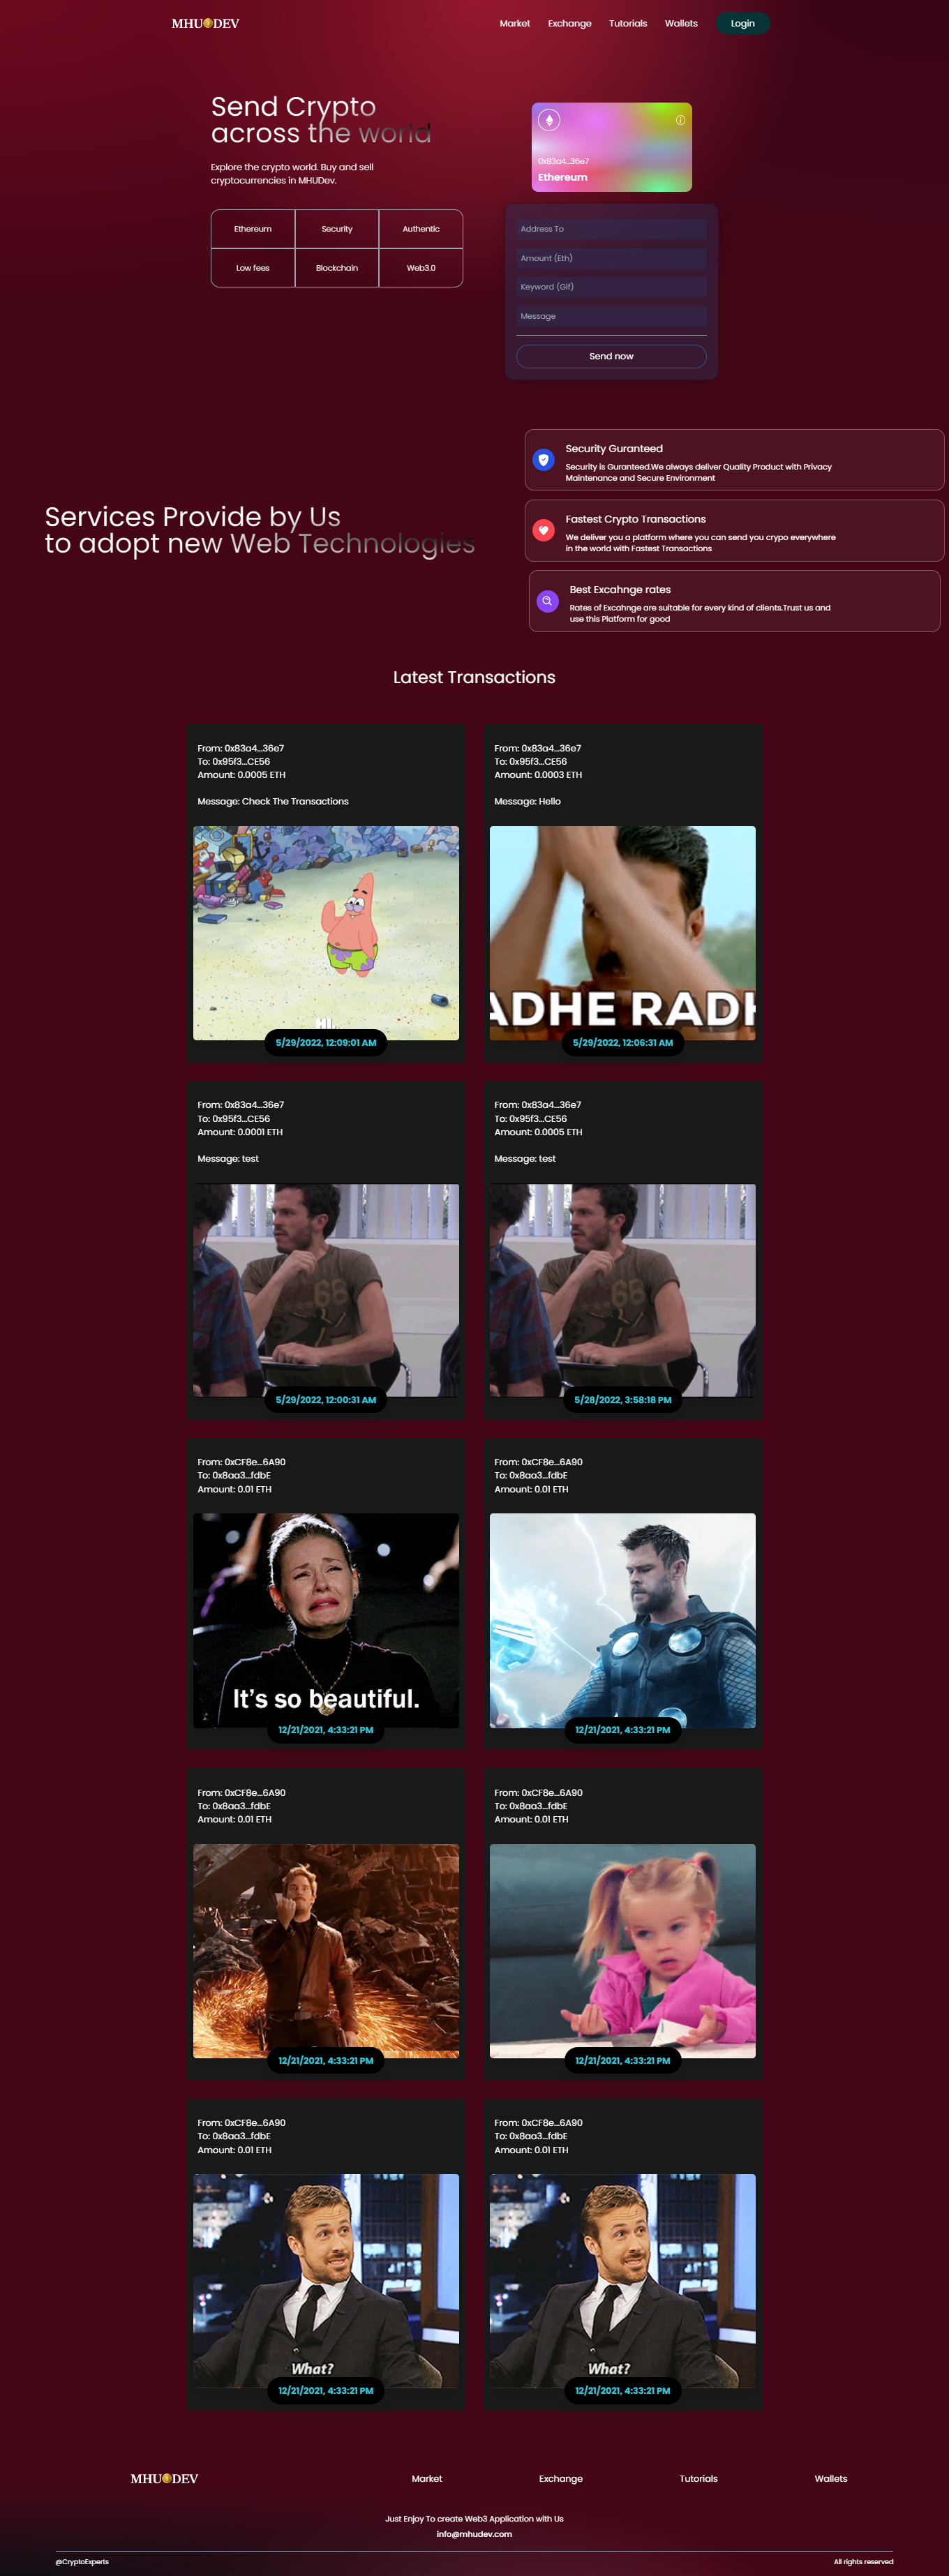 MHUDEV
Market Exchange Tutorials Wallets Login
Send Crypto
across the world
Explore the crypto world. Buy and sell
cryptocurrencies in MHUDev.
Ethereum Security Authentic
Low fees Blockchain Web3.0
0x83a4...36e7
Ethereum
Address To
Amount (Eth)
Keyword (Gif)
Message
Send now
Services Provide by Us
to adopt new Web Technologies
Security Guranteed
Security is Guranteed.We always deliver Quality Product with Privacy
Maintenance and Secure Environment
Fastest Crypto Transactions
We deliver you a platform where you can send you crypo everywhere
in the world with Fastest Transactions
Best Excahnge rates
Rates of Excahnge are suitable for every kind of clients.Trust us and
use this Platform for good
Latest Transactions
From: 0x83a4...36e7
To: 0x95f3...CE56
Amount: 0.0005 ETH
Message: Check The Transactions
HI..
5/29/2022, 12:09:01 AM
From: 0x83a4...36e7
To: 0x95f3...CE56
Amount: 0.0003 ETH
Message: Hello
ADHE RADH
5/29/2022, 12:06:31 AM
From: 0x83a4...36e7
To: 0x95f3...CE56
Amount: 0.0001 ETH
Message: test
68
5/29/2022, 12:00:31 AM
From: 0x83a4...36e7
To: 0x95f3...CE56
Amount: 0.0005 ETH
Message: test
68
5/28/2022, 3:58:18 PM
From: 0xCF8e...6A90
To: 0x8aa3...fdbE
Amount: 0.01 ETH
It's so beautiful.
12/21/2021, 4:33:21 PM
From: 0xCF8e...6A90
To: 0x8aa3...fdbE
Amount: 0.01 ETH
12/21/2021, 4:33:21 PM
From: 0xCF8e...6A90
To: 0x8aa3...fdbE
Amount: 0.01 ETH
12/21/2021, 4:33:21 PM
From: 0xCF8e...6A90
To: 0x8aa3...fdbE
Amount: 0.01 ETH
12/21/2021, 4:33:21 PM
From: 0xCF8e...6A90
To: 0x8aa3...fdbE
Amount: 0.01 ETH
What?
12/21/2021, 4:33:21 PM
From: 0xCF8e...6A90
To: 0x8aa3...fdbE
Amount: 0.01 ETH
What?
12/21/2021, 4:33:21 PM
MHUDEV
Market Exchange Tutorials Wallets
Just Enjoy To create Web3 Application with Us
info@mhudev.com
@CryptoExperts All rights reserved